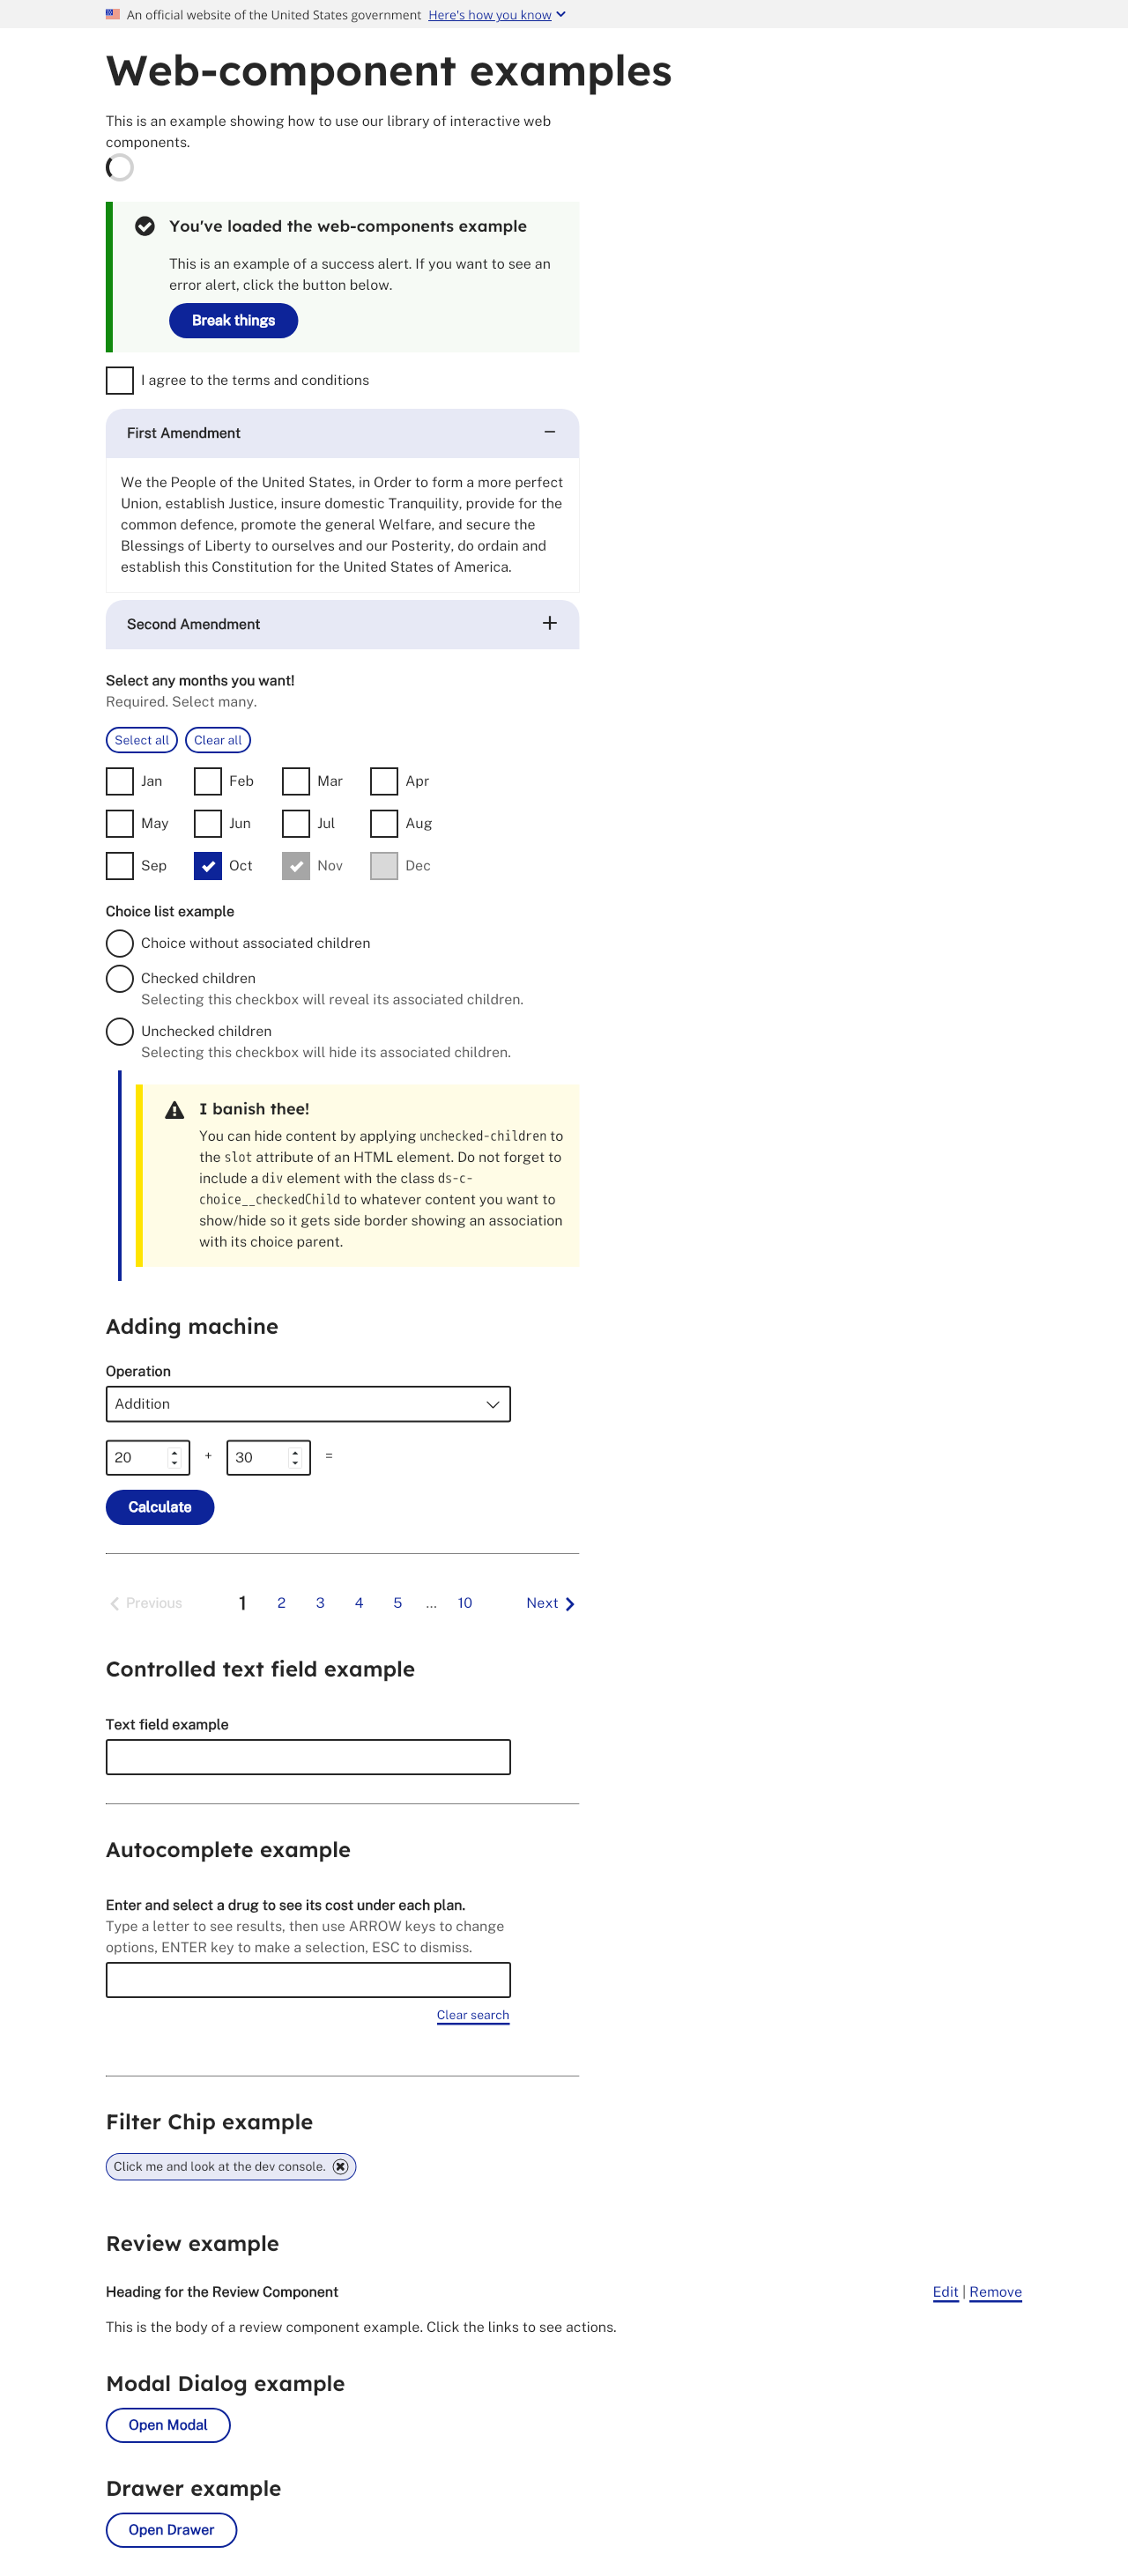 An official website of the United States government Here's how you know
Web-component examples
This is an example showing how to use our library of interactive web
components.
You've loaded the web-components example
This is an example of a success alert. If you want to see an
error alert, click the button below.
Break things
I agree to the terms and conditions
First Amendment
We the People of the United States, in Order to form a more perfect
Union, establish Justice, insure domestic Tranquility, provide for the
common defence, promote the general Welfare, and secure the
Blessings of Liberty to ourselves and our Posterity, do ordain and
establish this Constitution for the United States of America.
Second Amendment
Select any months you want!
Required. Select many.
Select all Clear all
Jan Feb Mar Apr
May Jun Jul Aug
Sep Oct Nov Dec
Choice list example
Choice without associated children
Checked children
Selecting this checkbox will reveal its associated children.
Unchecked children
Selecting this checkbox will hide its associated children.
I banish thee!
You can hide content by applying unchecked-children to
the slot attribute of an HTML element. Do not forget to
include a div element with the class ds-c-
choice__checkedChild to whatever content you want to
show/hide so it gets side border showing an association
with its choice parent.
Adding machine
Operation
Addition
20 + 30 =
Calculate
Previous 1 2 3 4 5 ... 10 Next
Controlled text field example
Text field example
Autocomplete example
Enter and select a drug to see its cost under each plan.
Type a letter to see results, then use ARROW keys to change
options, ENTER key to make a selection, ESC to dismiss.
Clear search
Filter Chip example
Click me and look at the dev console.
Review example
Heading for the Review Component Edit | Remove
This is the body of a review component example. Click the links to see actions.
Modal Dialog example
Open Modal
Drawer example
Open Drawer